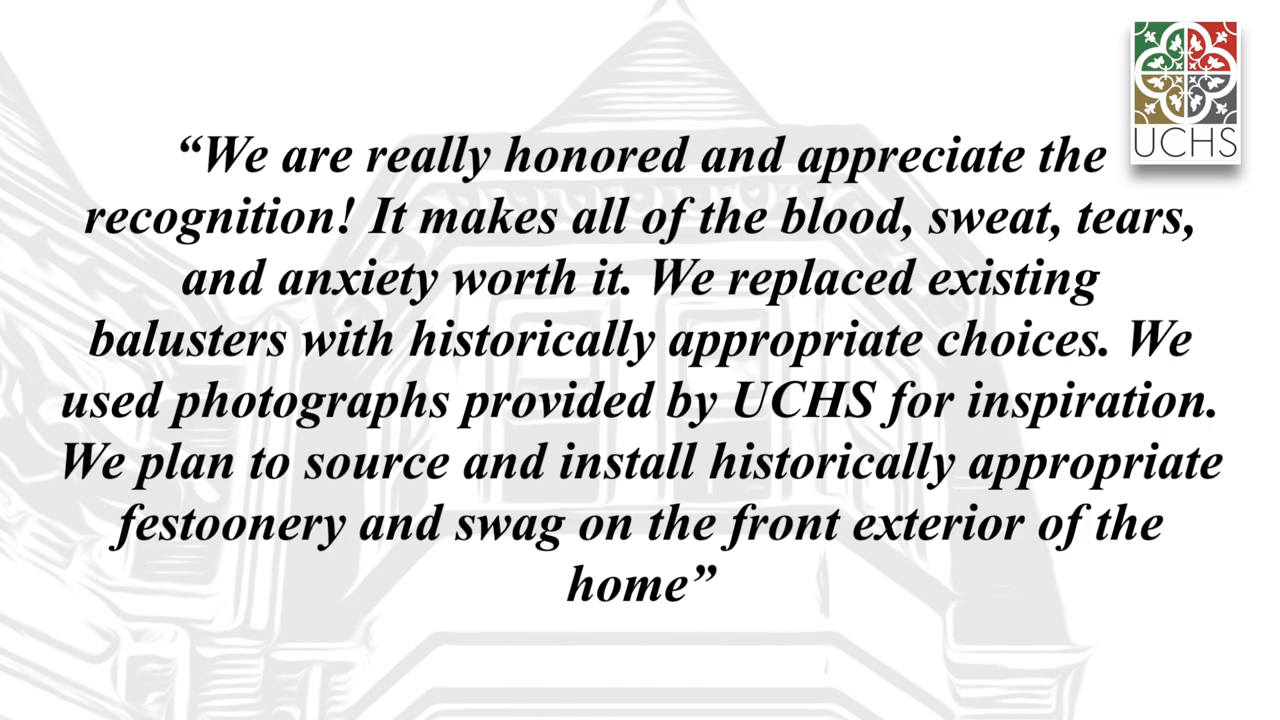 UCHS
“We are really honored and appreciate the
recognition! It makes all of the blood, sweat, tears,
and anxiety worth it. We replaced existing
balusters with historically appropriate choices. We
used photographs provided by UCHS for inspiration.
We plan to source and install historically appropriate
festoonery and swag on the front exterior of the
home”